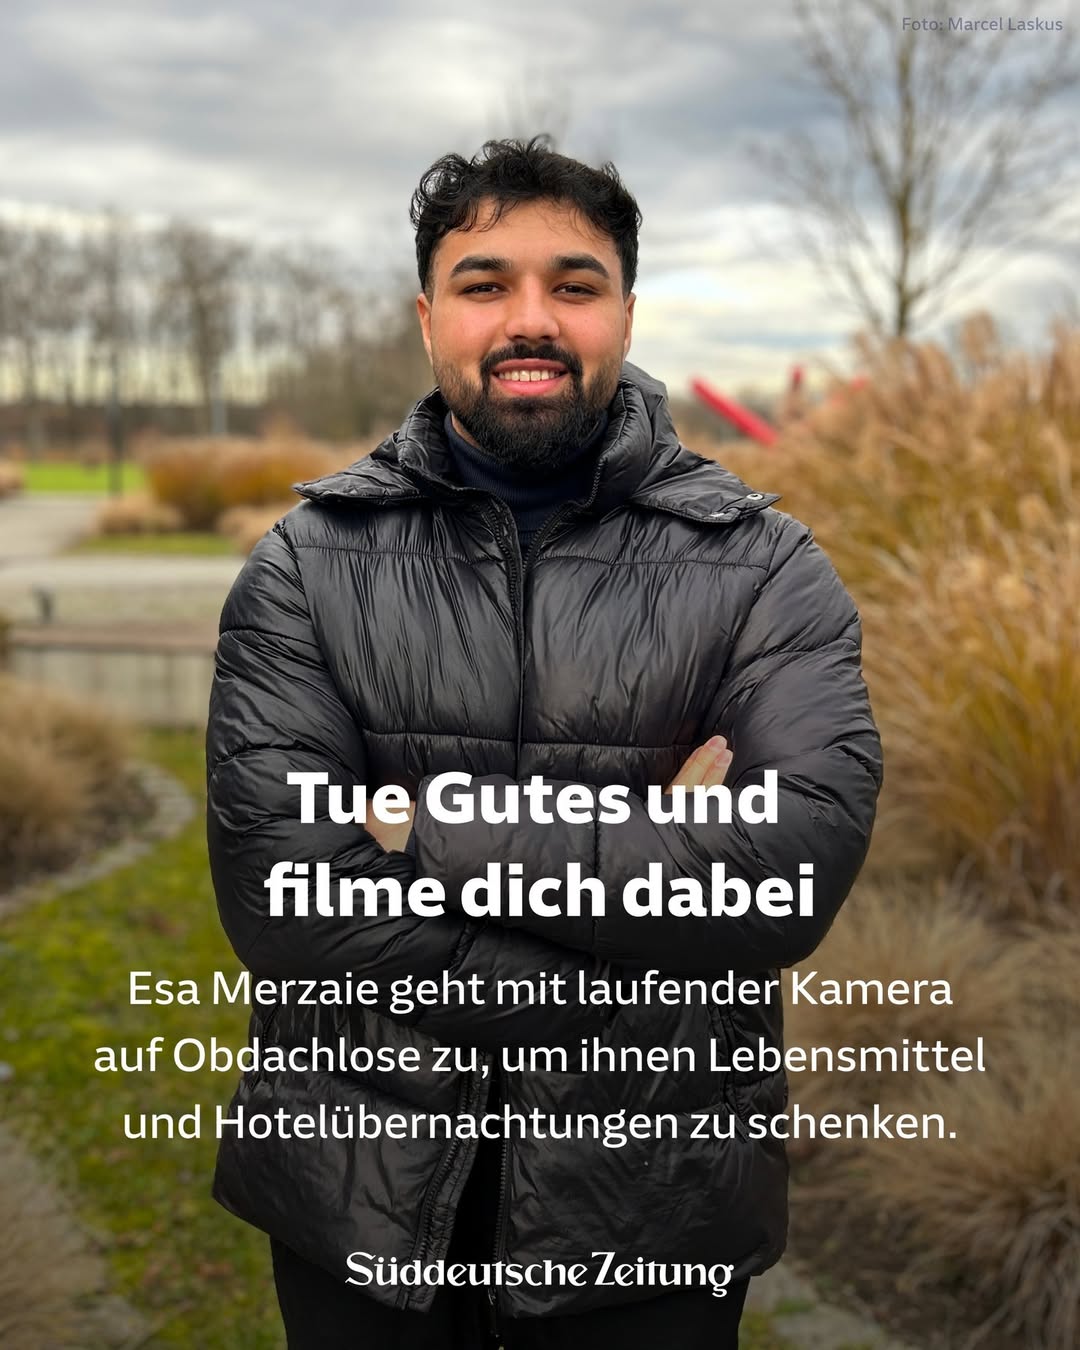 Foto: Marcel Laskus
Tue Gutes und
filme dich dabei
Esa Merzaie geht mit laufender Kamera
auf Obdachlose zu, um ihnen Lebensmittel
und Hotelübernachtungen zu schenken.
Süddeutsche Zeitung